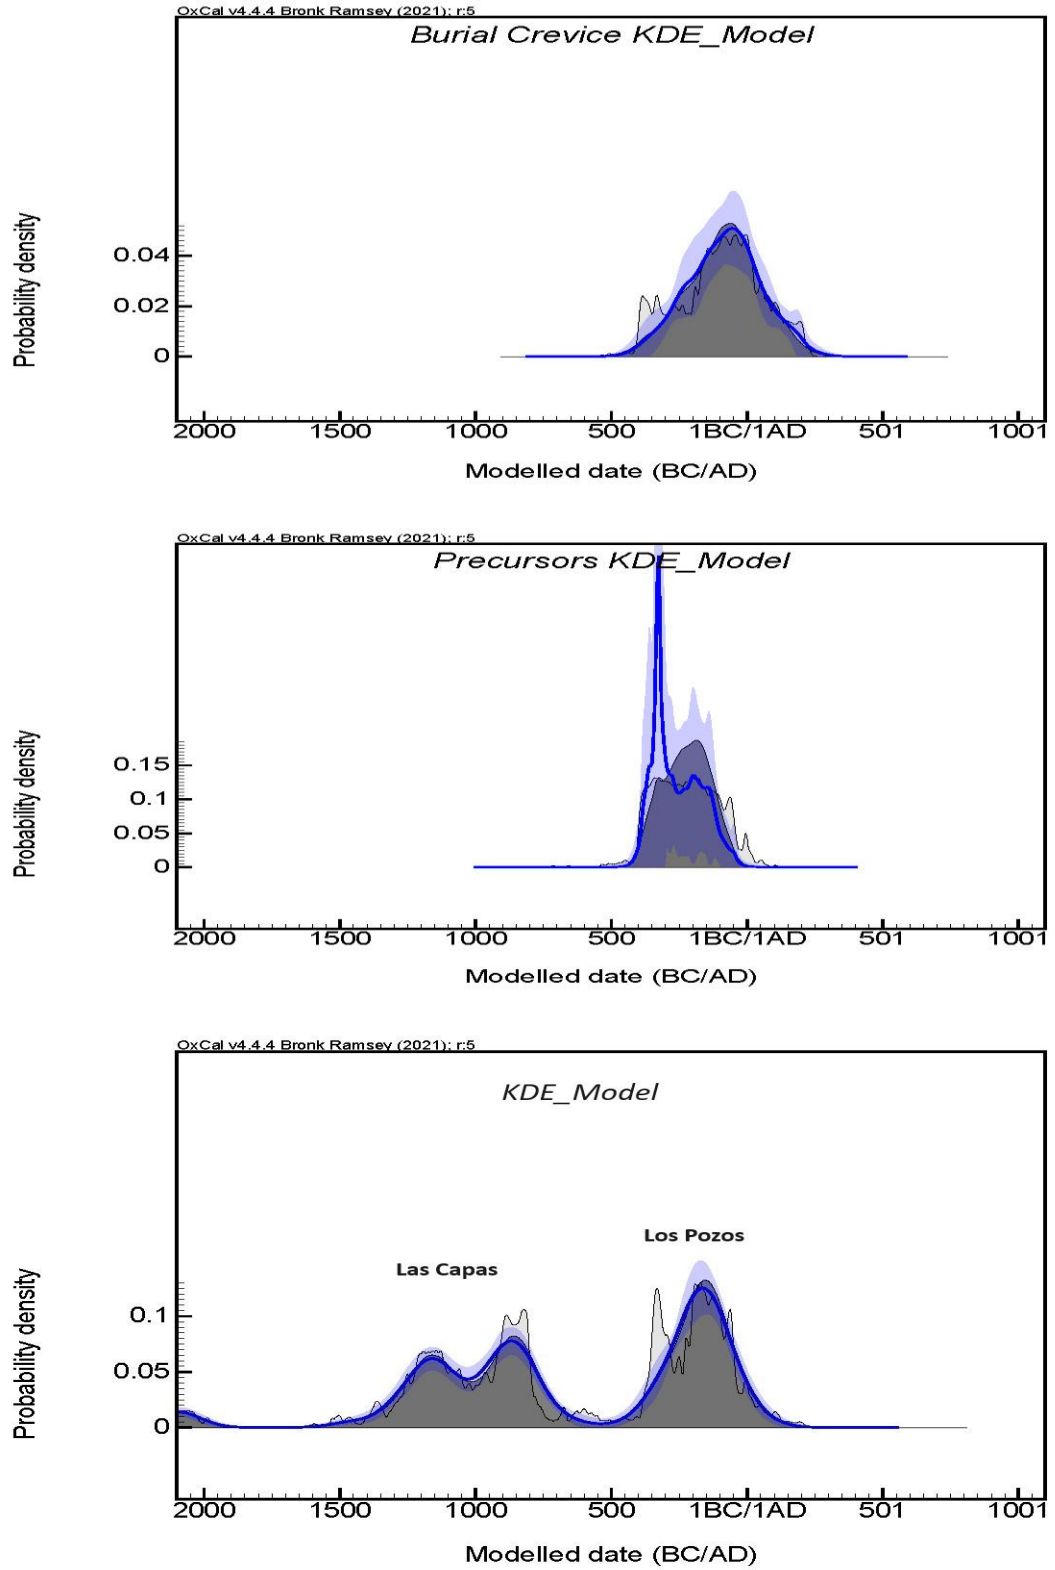 OxCal v4.4.4 Bronk Ramsey (2021); r:5
Burial Crevice KDE_Model
Probability density
0.04
0.02
0
2000 1500 1000 500 1BC/1AD 501 1001
Modelled date (BC/AD)
OxCal v4.4.4 Bronk Ramsey (2021); r:5
Precursors KDE_Model
Probability density
0.15
0.1
0.05
0
2000 1500 1000 500 1BC/1AD 501 1001
Modelled date (BC/AD)
OxCal v4.4.4 Bronk Ramsey (2021); r:5
KDE_Model
Los Pozos
Las Capas
Probability density
0.1
0.05
0
2000 1500 1000 500 1BC/1AD 501 1001
Modelled date (BC/AD)